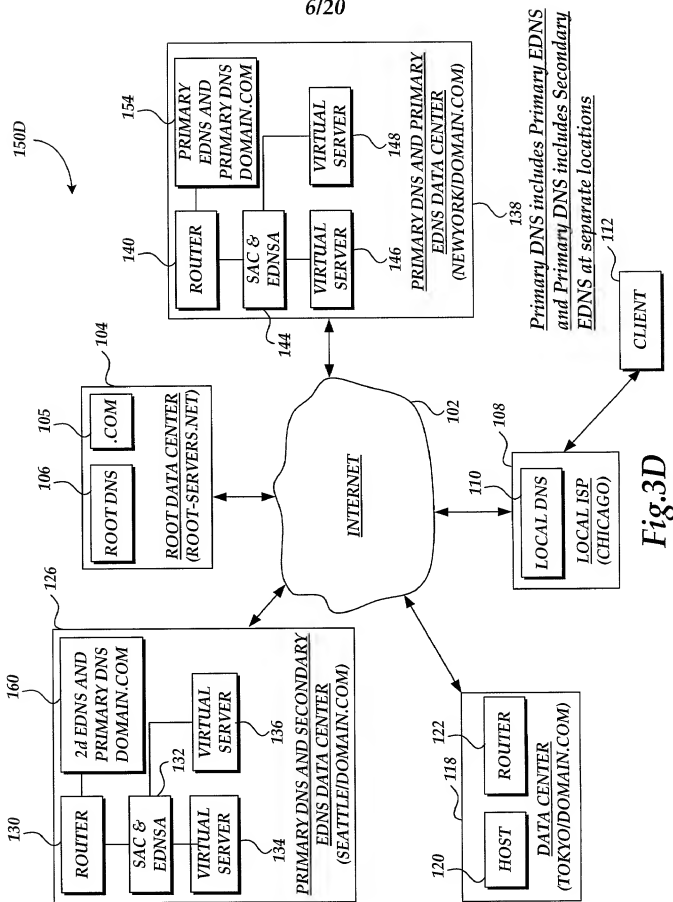 6/20
150D
126
160
2d EDNS AND
PRIMARY DNS
DOMAIN.COM
130
ROUTER
132
SAC &
EDNSA
136
VIRTUAL
SERVER
134
VIRTUAL
SERVER
PRIMARY DNS AND SECONDARY
EDNS DATA CENTER
(SEATTLE/DOMAIN.COM)
104
105
.COM
106
ROOT DNS
ROOT DATA CENTER
(ROOT-SERVERS.NET)
154
PRIMARY
EDNS AND
PRIMARY DNS
DOMAIN.COM
140
ROUTER
SAC &
EDNSA
144
VIRTUAL
SERVER
148
VIRTUAL
SERVER
146
PRIMARY DNS AND PRIMARY
EDNS DATA CENTER
(NEWYORK/DOMAIN.COM)
138
INTERNET
102
118
122
ROUTER
120
HOST
DATA CENTER
(TOKYO/DOMAIN.COM)
108
110
LOCAL DNS
LOCAL ISP
(CHICAGO)
112
CLIENT
Primary DNS includes Primary EDNS
and Primary DNS includes Secondary
EDNS at separate locations
Fig.3D